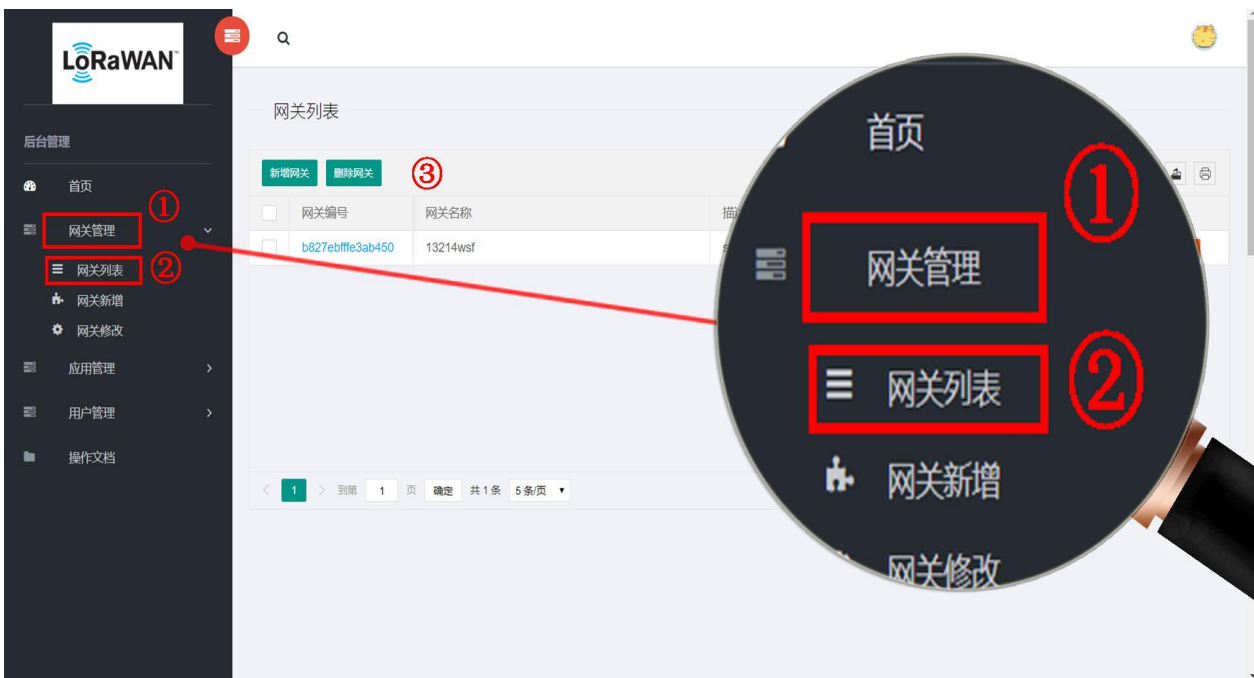 LoRaWAN™
后台管理
首页
①
网关管理
网关列表
②
网关新增
网关修改
应用管理
用户管理
操作文档
网关列表
新增网关 删除网关 ③
网关编号 网关名称
b827ebfffe3ab450 13214wsf
1 到第 1 页 确定 共 1 条 5 条/页
首页
①
网关管理
网关列表
②
网关新增
网关修改